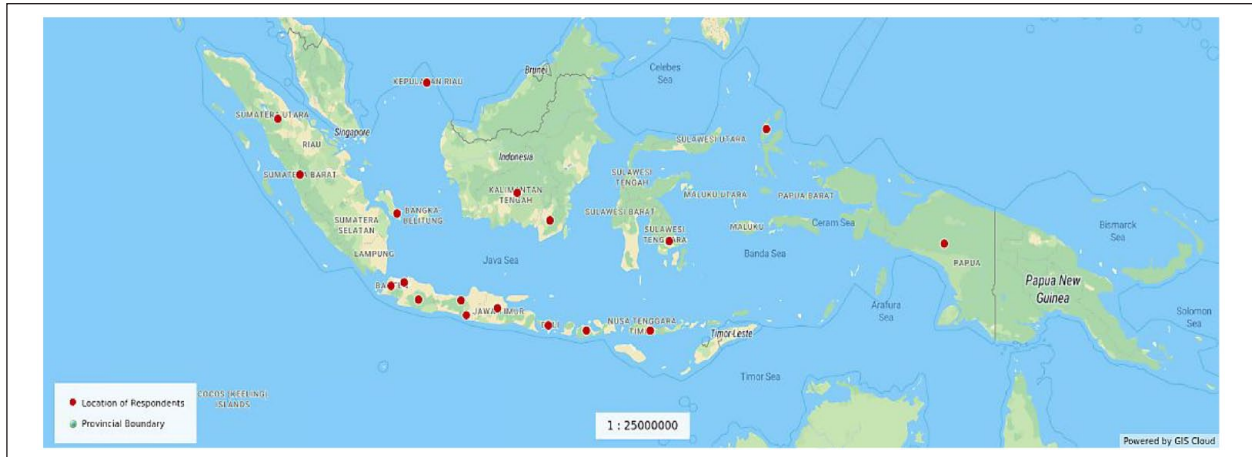 Celebes
Sea
Brunei
KEPULAUAN RIAU
SUMATERA UTARA
Singapore
RIAU
SULAWESI UTARA
Indonesia
SUMATERA BARAT
SULAWESI
TENGAH
KALIMANTAN
TENGAH
MALUKU UTARA
PAPUA BARAT
BANGKA
BELITUNG
SULAWESI BARAT
SUMATERA
SELATAN
Ceram Sea
Bismarck
Sea
SULAWESI
TENGGARA
MALUKU
LAMPUNG
Java Sea
Banda Sea
PAPUA
Papua New
Guinea
Arafura
Sea
JAWA TIMUR
NUSA TENGGARA
Timor-Leste
Solomon
Sea
Timor Sea
COCOS (KEELING)
ISLANDS
Location of Respondents
Provincial Boundary
1 : 25000000
Powered by GIS Cloud